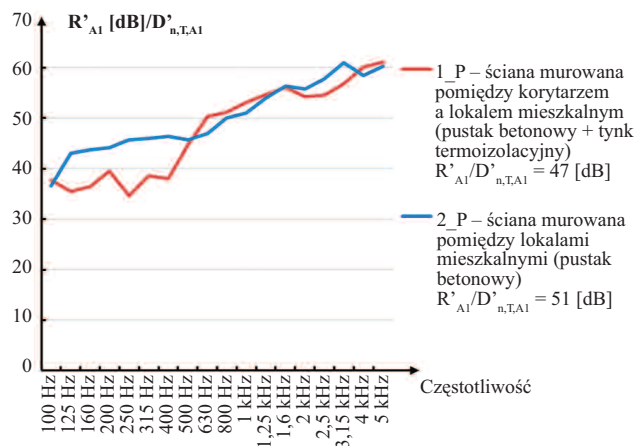 R'A1 [dB]/D'n,T,A1
70
60
50
40
30
20
10
0
100 Hz
125 Hz
160 Hz
200 Hz
250 Hz
315 Hz
400 Hz
500 Hz
630 Hz
800 Hz
1 kHz
1,25 kHz
1,6 kHz
2 kHz
2,5 kHz
3,15 kHz
4 kHz
5 kHz
Częstotliwość
1_P – ściana murowana
pomiędzy korytarzem
a lokalem mieszkalnym
(pustak betonowy + tynk
termoizolacyjny)
R'A1/D'n,T,A1 = 47 [dB]
2_P – ściana murowana
pomiędzy lokalami
mieszkalnymi (pustak
betonowy)
R'A1/D'n,T,A1 = 51 [dB]